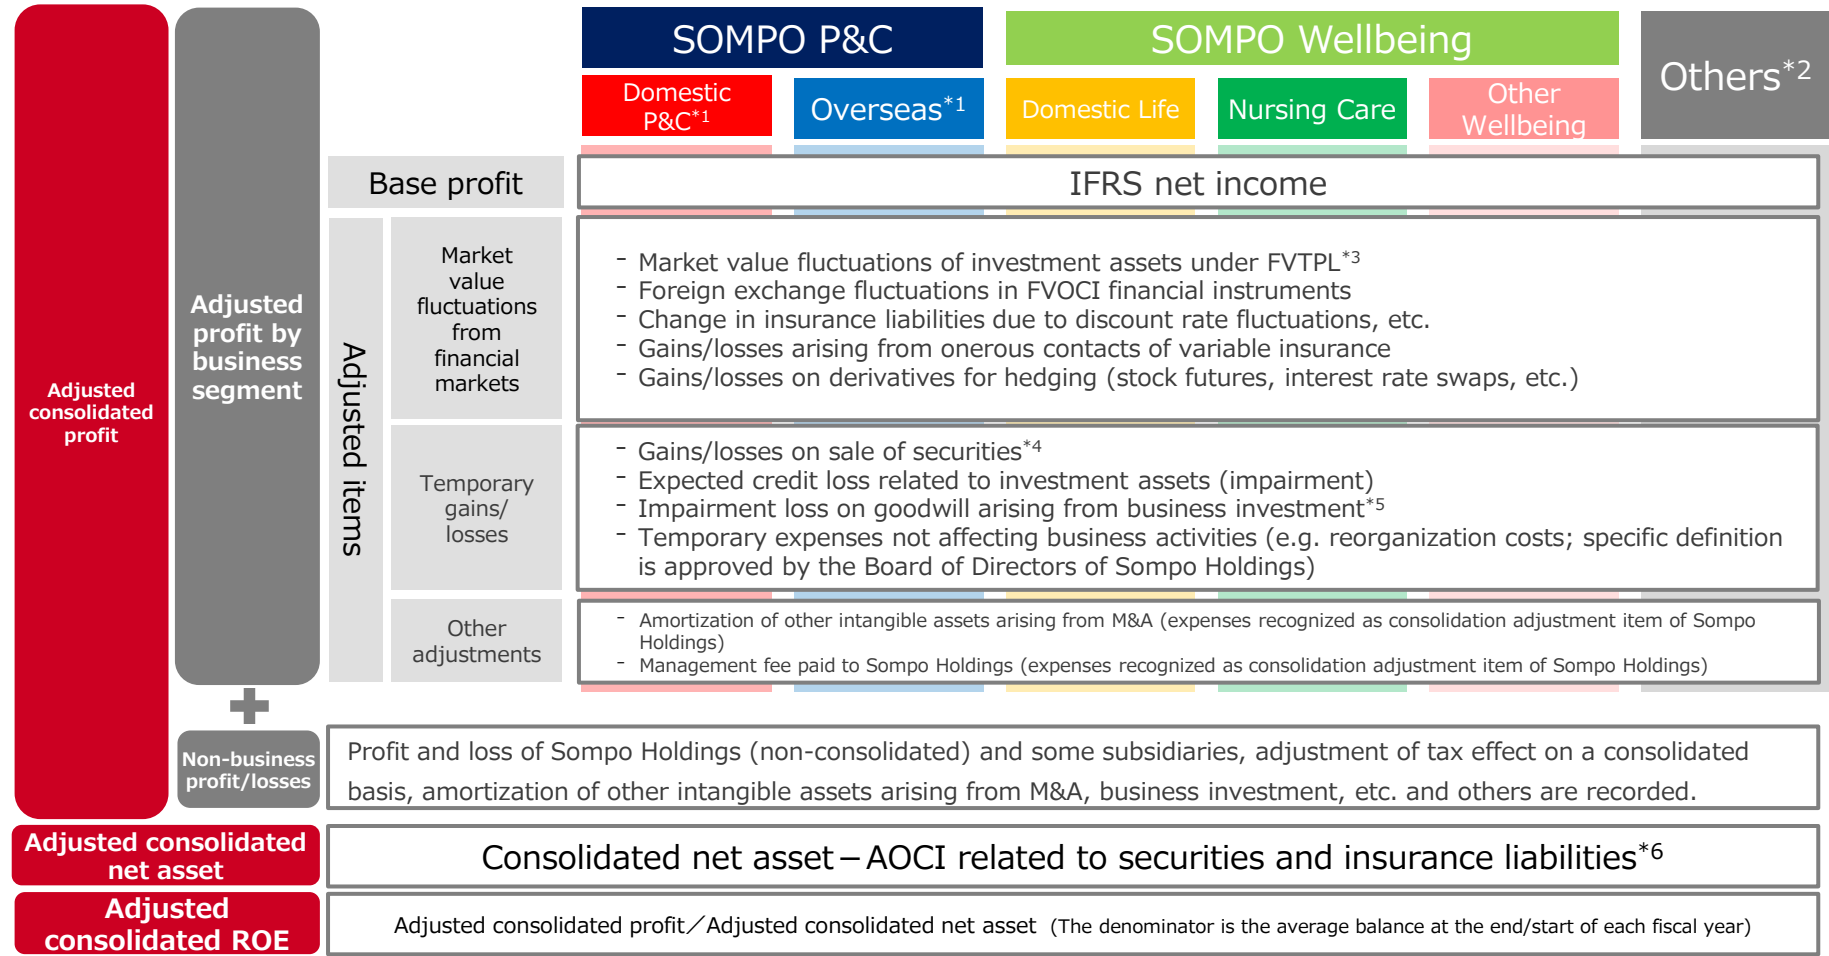 SOMPO P&C
SOMPO Wellbeing
Others*2
Domestic
P&C*1
Overseas*1
Domestic Life
Nursing Care
Other
Wellbeing
Adjusted
consolidated
profit
Adjusted
profit by
business
segment
Base profit
IFRS net income
Adjusted items
Market
value
fluctuations
from
financial
markets
- Market value fluctuations of investment assets under FVTPL*3
- Foreign exchange fluctuations in FVOCI financial instruments
- Change in insurance liabilities due to discount rate fluctuations, etc.
- Gains/losses arising from onerous contacts of variable insurance
- Gains/losses on derivatives for hedging (stock futures, interest rate swaps, etc.)
Temporary
gains/
losses
- Gains/losses on sale of securities*4
- Expected credit loss related to investment assets (impairment)
- Impairment loss on goodwill arising from business investment*5
- Temporary expenses not affecting business activities (e.g. reorganization costs; specific definition
is approved by the Board of Directors of Sompo Holdings)
Other
adjustments
- Amortization of other intangible assets arising from M&A (expenses recognized as consolidation adjustment item of Sompo
Holdings)
- Management fee paid to Sompo Holdings (expenses recognized as consolidation adjustment item of Sompo Holdings)
Non-business
profit/losses
Profit and loss of Sompo Holdings (non-consolidated) and some subsidiaries, adjustment of tax effect on a consolidated
basis, amortization of other intangible assets arising from M&A, business investment, etc. and others are recorded.
Adjusted consolidated
net asset
Consolidated net asset－AOCI related to securities and insurance liabilities*6
Adjusted
consolidated ROE
Adjusted consolidated profit／Adjusted consolidated net asset (The denominator is the average balance at the end/start of each fiscal year)